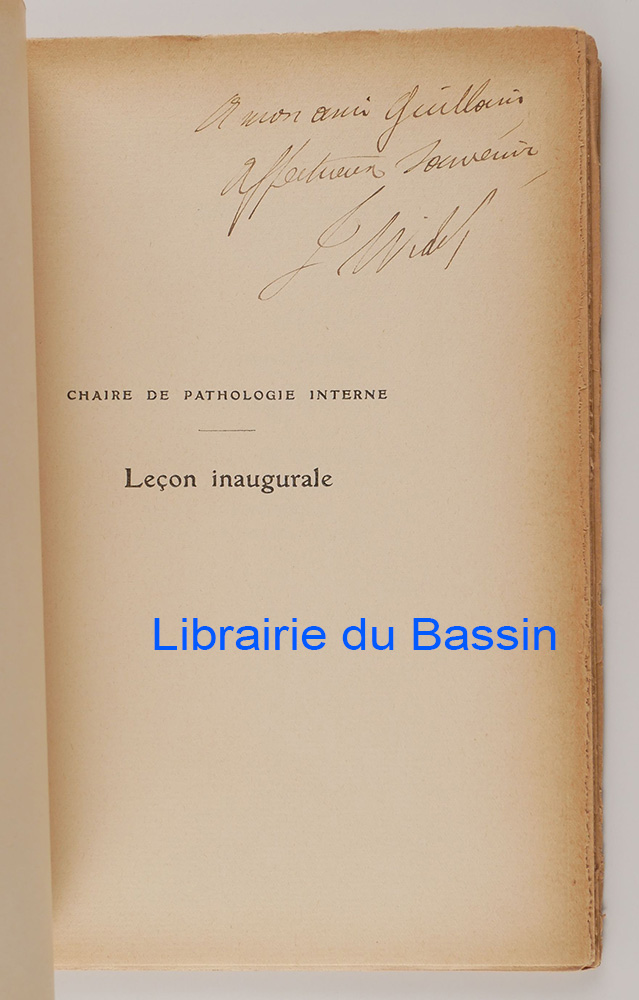 A mon ami Guillain
affectueux souvenir
F Widal
CHAIRE DE PATHOLOGIE INTERNE
Leçon inaugurale
Librairie du Bassin